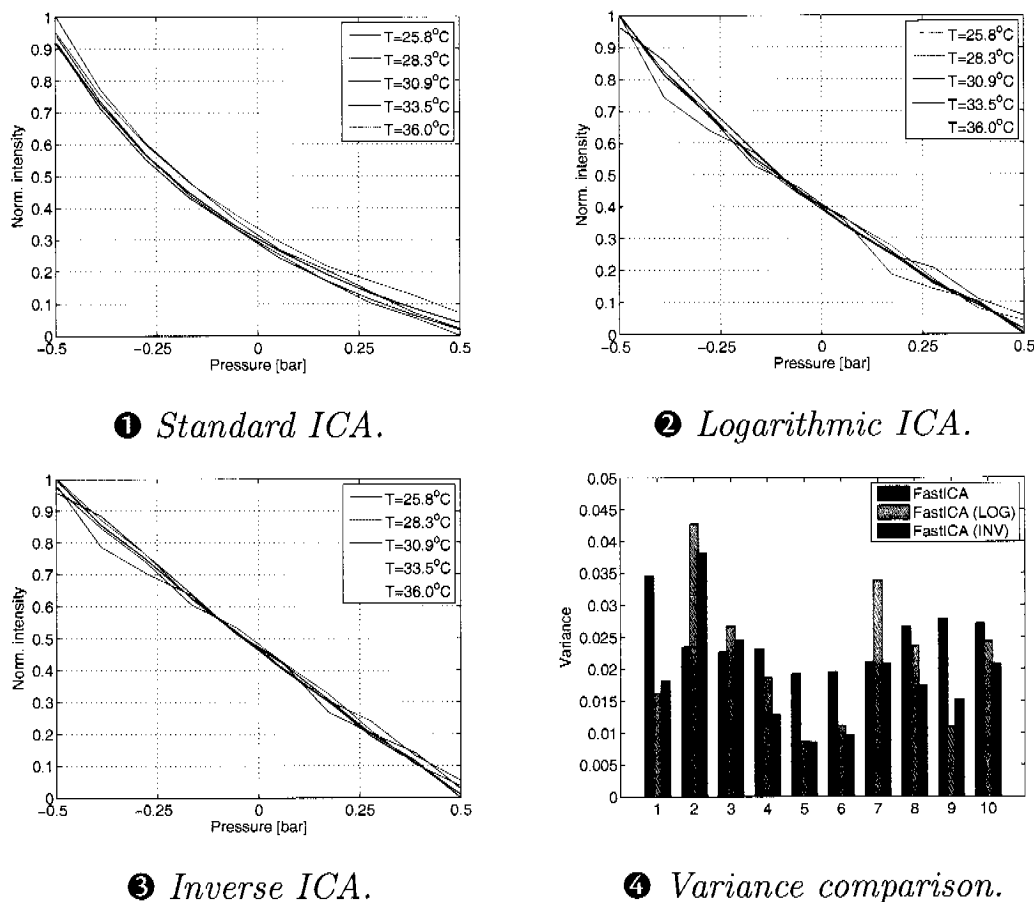 1
0.9
0.8
0.7
0.6
0.5
0.4
0.3
0.2
0.1
0
Norm. intensity
T=25.8°C
T=28.3°C
T=30.9°C
T=33.5°C
T=36.0°C
-0.5 -0.25 0 0.25 0.5
Pressure [bar]
❶ Standard ICA.
1
0.9
0.8
0.7
0.6
0.5
0.4
0.3
0.2
0.1
0
Norm. intensity
T=25.8°C
T=28.3°C
T=30.9°C
T=33.5°C
T=36.0°C
-0.5 -0.25 0 0.25 0.5
Pressure [bar]
❷ Logarithmic ICA.
1
0.9
0.8
0.7
0.6
0.5
0.4
0.3
0.2
0.1
0
Norm. intensity
T=25.8°C
T=28.3°C
T=30.9°C
T=33.5°C
T=36.0°C
-0.5 -0.25 0 0.25 0.5
Pressure [bar]
❸ Inverse ICA.
0.05
0.045
0.04
0.035
0.03
0.025
0.02
0.015
0.01
0.005
0
Variance
FastICA
FastICA (LOG)
FastICA (INV)
1 2 3 4 5 6 7 8 9 10
❹ Variance comparison.